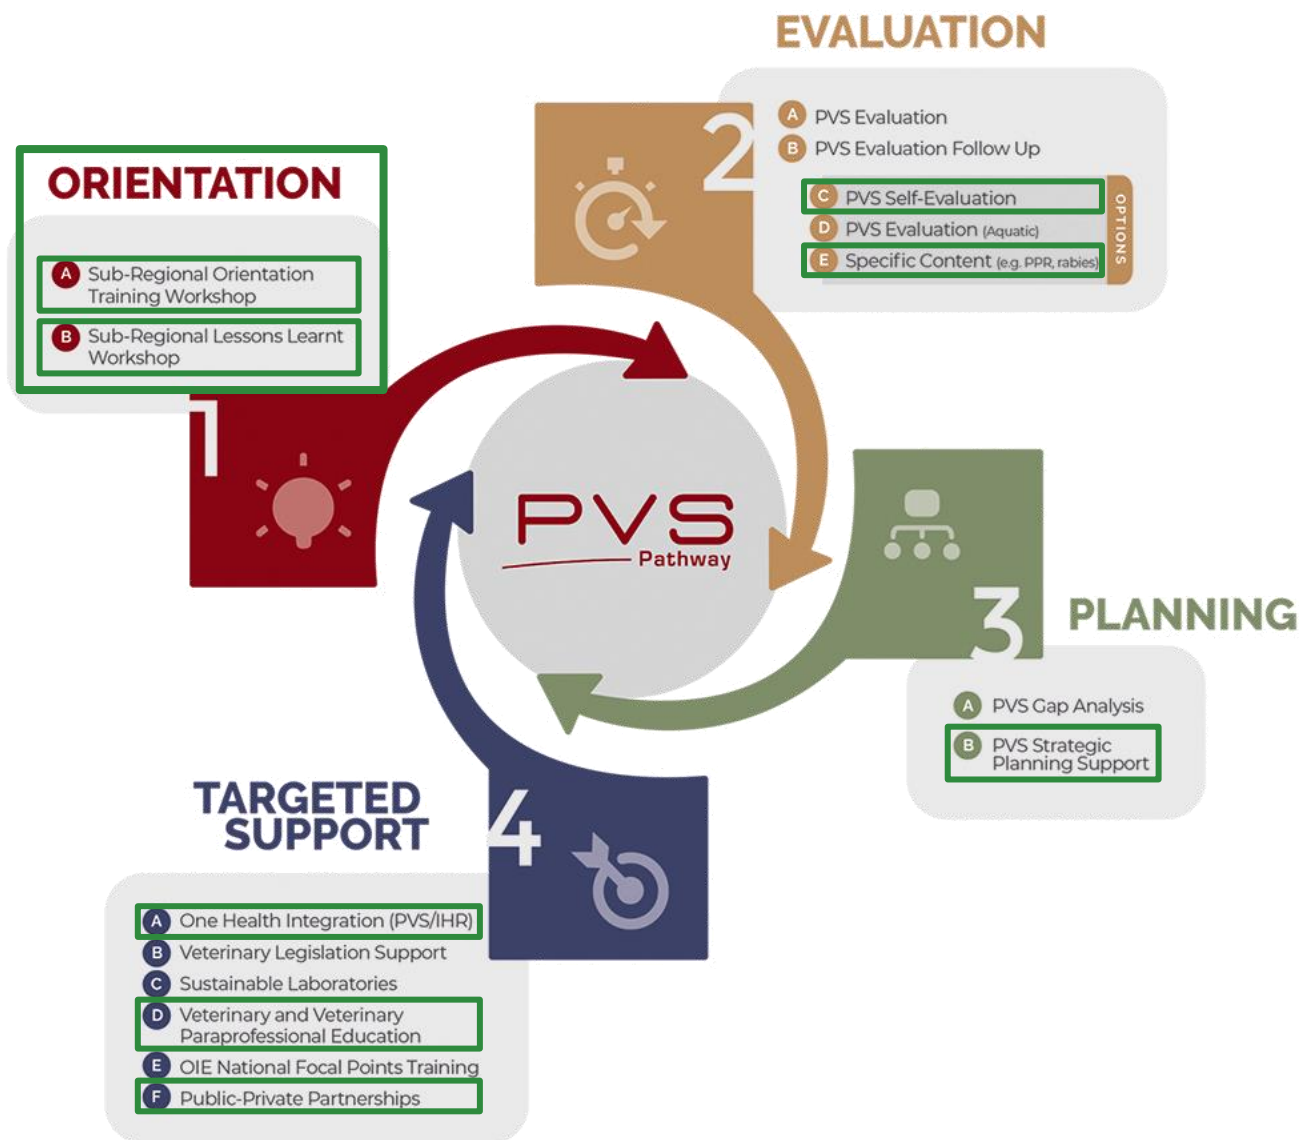 ORIENTATION
A Sub-Regional Orientation
Training Workshop
B Sub-Regional Lessons Learnt
Workshop
1
EVALUATION
2
A PVS Evaluation
B PVS Evaluation Follow Up
C PVS Self-Evaluation
D PVS Evaluation (Aquatic)
E Specific Content (e.g. PPR, rabies)
OPTIONS
PVS
Pathway
3
PLANNING
A PVS Gap Analysis
B PVS Strategic
Planning Support
TARGETED
SUPPORT
4
A One Health Integration (PVS/IHR)
B Veterinary Legislation Support
C Sustainable Laboratories
D Veterinary and Veterinary
Paraprofessional Education
E OIE National Focal Points Training
F Public-Private Partnerships